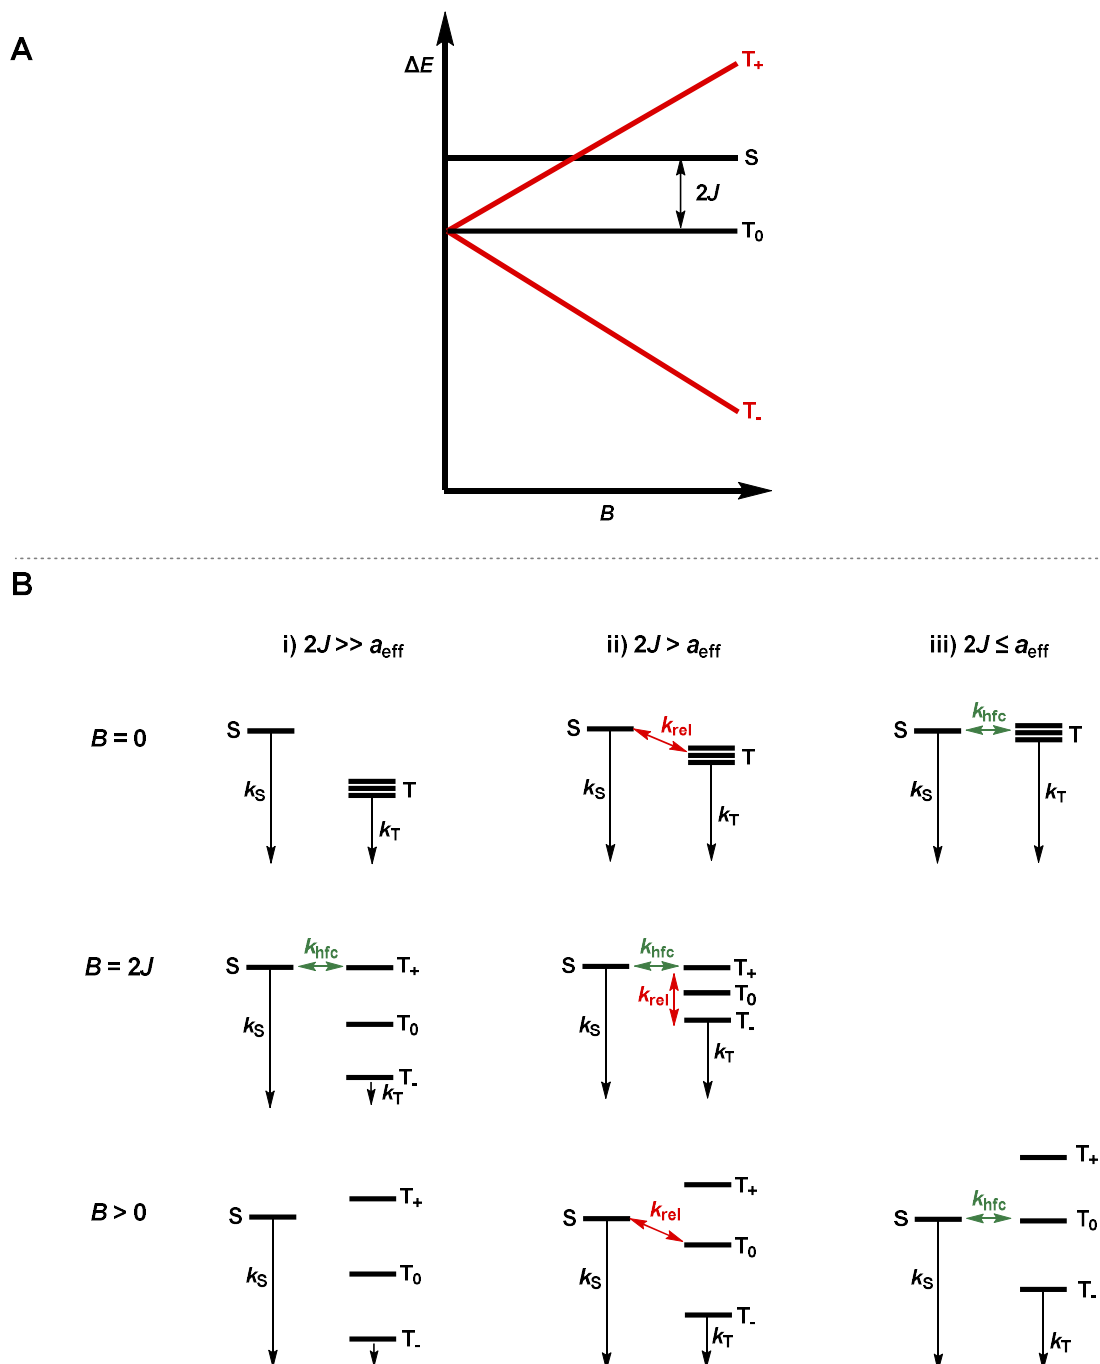 A
ΔE
T+
S
2J
T0
T-
B
B
i) 2J >> aeff
ii) 2J > aeff
iii) 2J ≤ aeff
B = 0
S
kS
T
kT
S
krel
kS
T
kT
S
khfc
kS
T
kT
B = 2J
S
khfc
T+
kS
T0
T-
kT
S
khfc
T+
krel
T0
kS
T-
kT
B > 0
S
T+
kS
T0
T-
S
T+
krel
kS
T0
T-
kT
S
T+
khfc
kS
T0
T-
kT